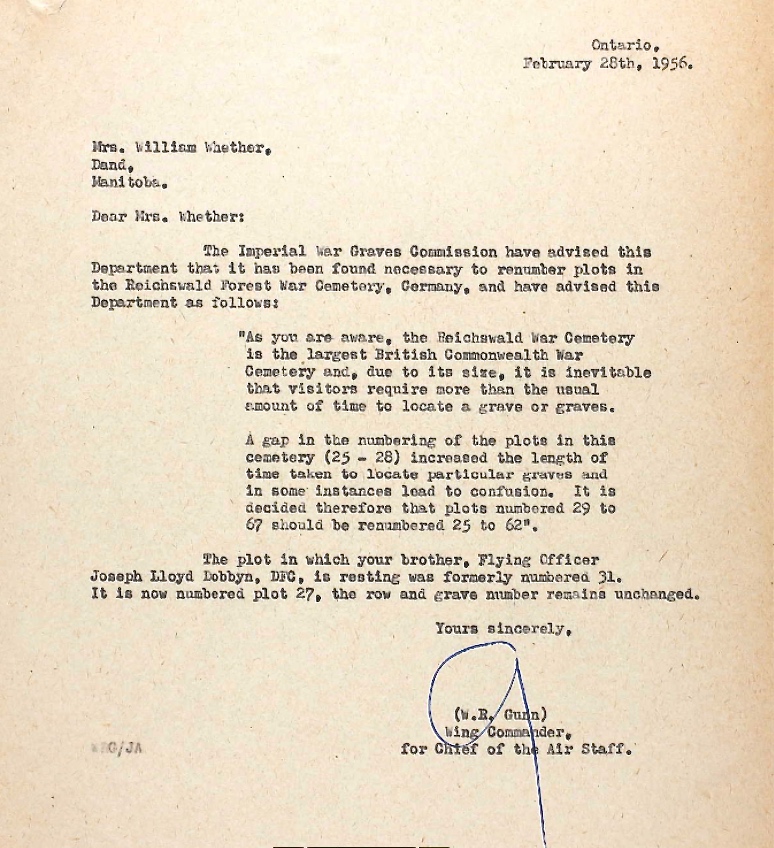 Ontario,
February 28th, 1956.
Mrs. William Whether,
Dand,
Manitoba.
Dear Mrs. Whether:
The Imperial War Graves Commission have advised this
Department that it has been found necessary to renumber plots in
the Reichswald Forest War Cemetery, Germany, and have advised this
Department as follows:
"As you are aware, the Reichswald War Cemetery
is the largest British Commonwealth War
Cemetery and, due to its size, it is inevitable
that visitors require more than the usual
amount of time to locate a grave or graves.
A gap in the numbering of the plots in this
cemetery (25 - 28) increased the length of
time taken to locate particular graves and
in some instances lead to confusion. It is
decided therefore that plots numbered 29 to
67 should be renumbered 25 to 62".
The plot in which your brother, Flying Officer
Joseph Lloyd Dobbyn, DFC, is resting was formerly numbered 31.
It is now numbered plot 27, the row and grave number remains unchanged.
Yours sincerely,
(W.R. Gunn)
Wing Commander,
for Chief of the Air Staff.
WRG/JA